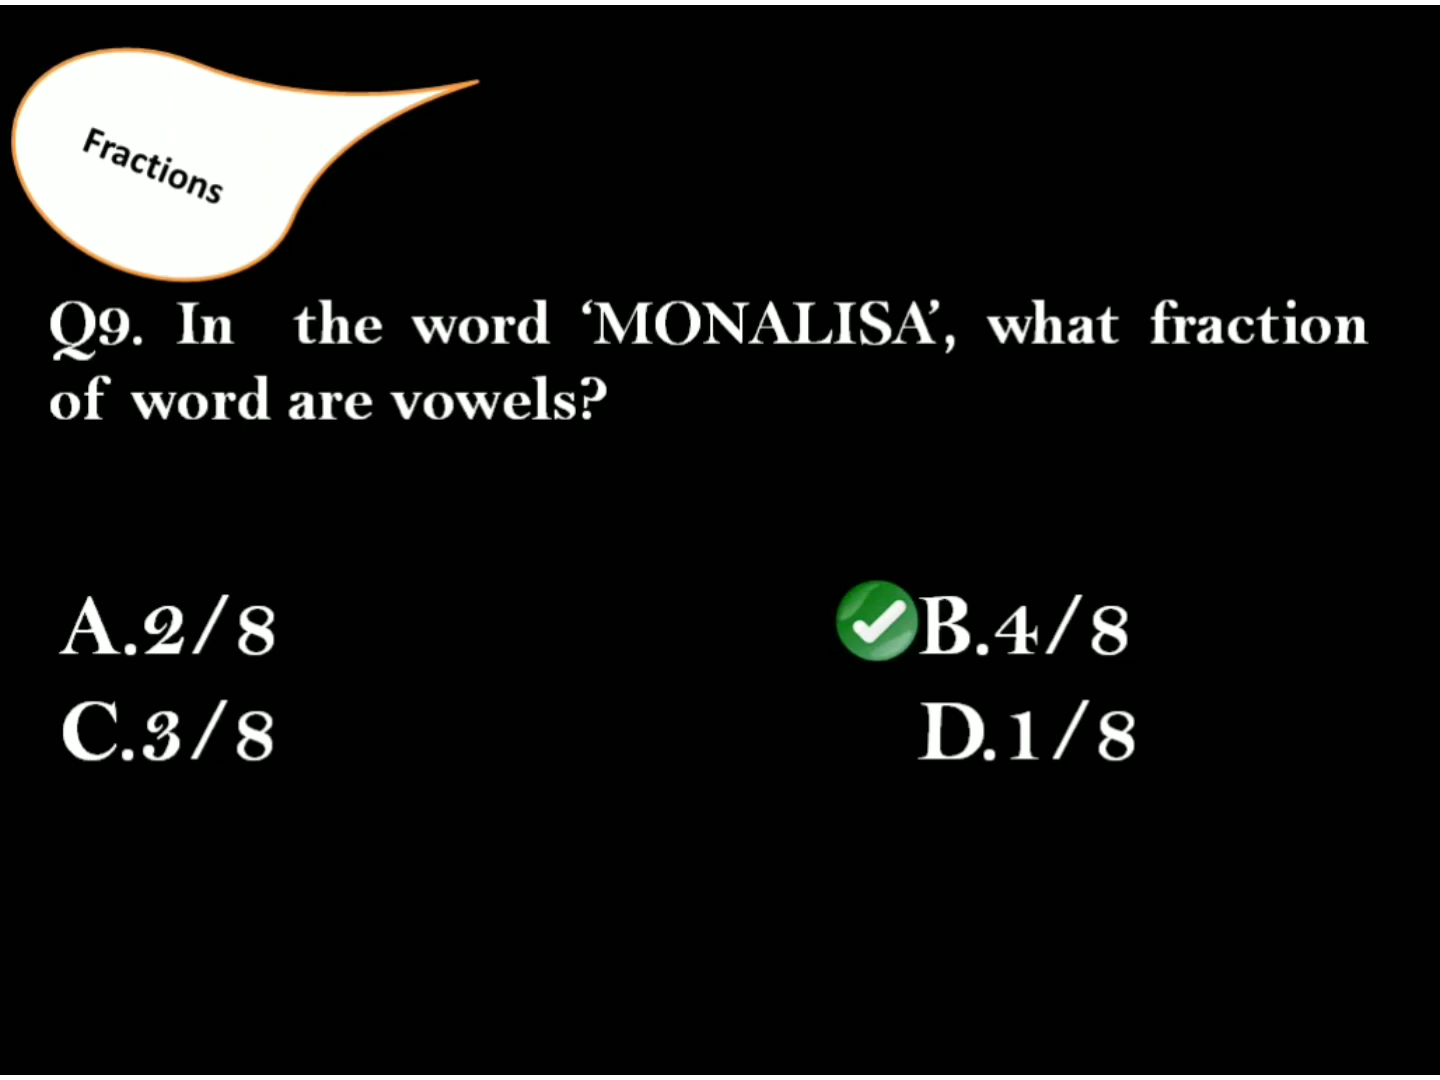 Fractions
Q9. In the word ‘MONALISA’, what fraction
of word are vowels?
A.2/8
B.4/8
C.3/8
D.1/8